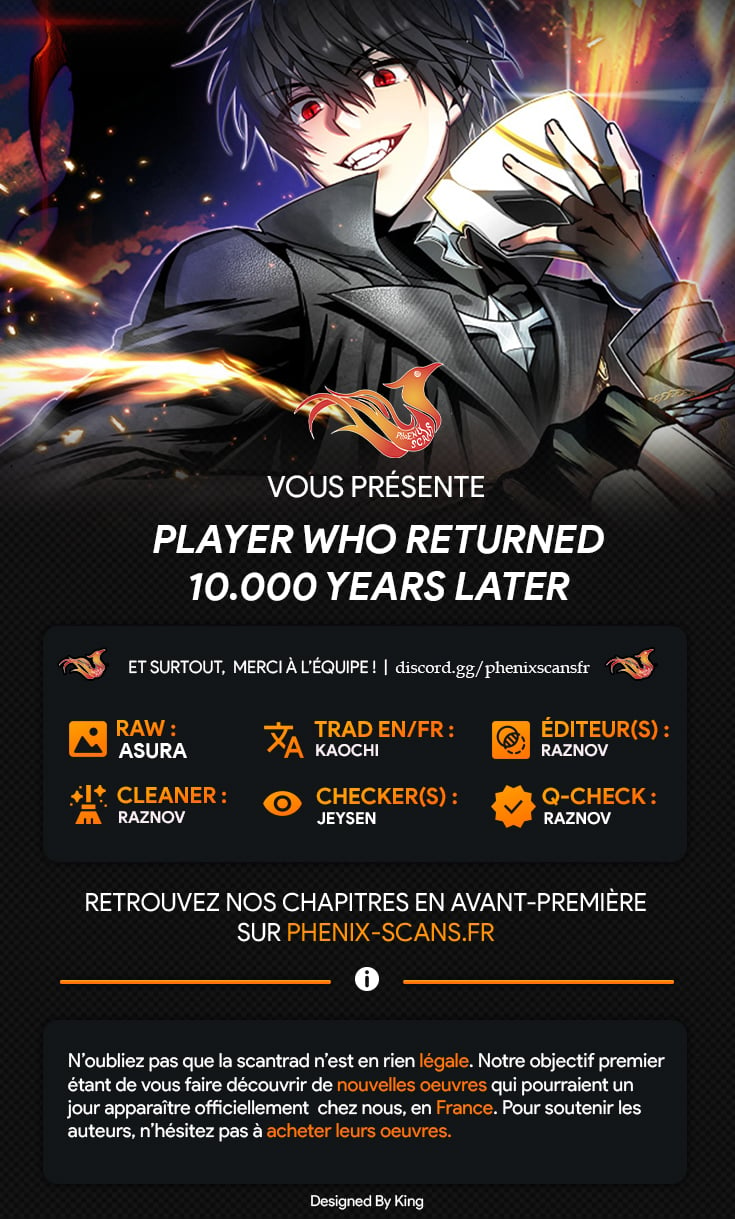 PHENIX
SCANS
VOUS PRÉSENTE
PLAYER WHO RETURNED
10.000 YEARS LATER
ET SURTOUT, MERCI À L'ÉQUIPE ! | discord.gg/phenixscansfr
RAW :
ASURA
TRAD EN/FR :
KAOCHI
ÉDITEUR(S) :
RAZNOV
CLEANER :
RAZNOV
CHECKER(S) :
JEYSEN
Q-CHECK :
RAZNOV
RETROUVEZ NOS CHAPITRES EN AVANT-PREMIÈRE
SUR PHENIX-SCANS.FR
N'oubliez pas que la scantrad n'est en rien légale. Notre objectif premier
étant de vous faire découvrir de nouvelles oeuvres qui pourraient un
jour apparaître officiellement chez nous, en France. Pour soutenir les
auteurs, n'hésitez pas à acheter leurs oeuvres.
Designed By King